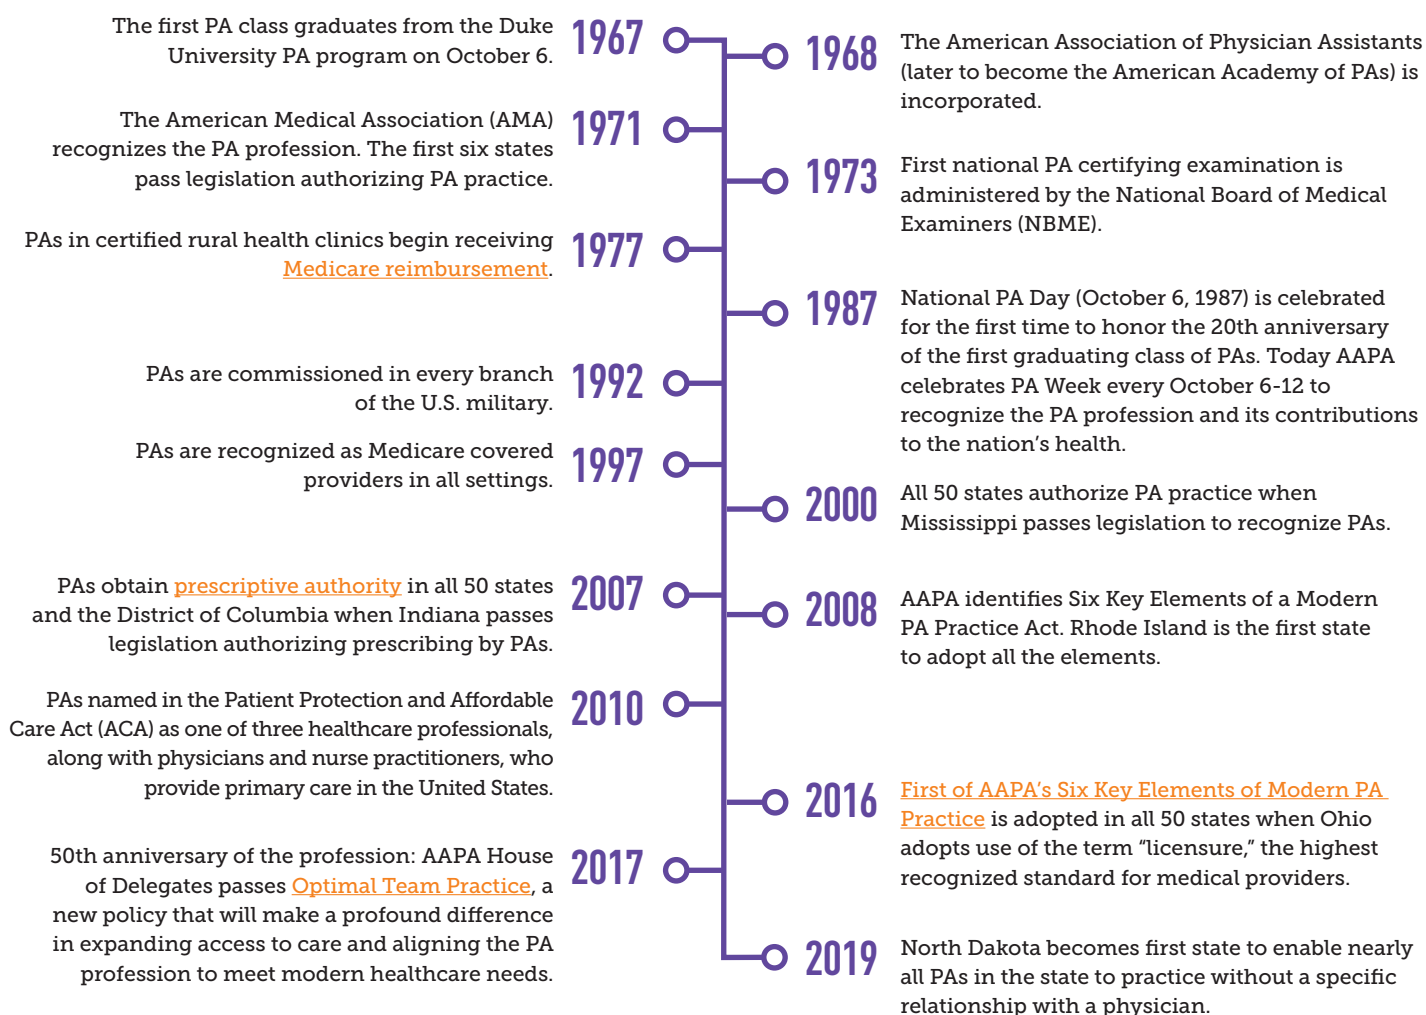 The first PA class graduates from the Duke
University PA program on October 6.
1967
1968
The American Association of Physician Assistants
(later to become the American Academy of PAs) is
incorporated.
The American Medical Association (AMA)
recognizes the PA profession. The first six states
pass legislation authorizing PA practice.
1971
1973
First national PA certifying examination is
administered by the National Board of Medical
Examiners (NBME).
PAs in certified rural health clinics begin receiving
Medicare reimbursement.
1977
1987
National PA Day (October 6, 1987) is celebrated
for the first time to honor the 20th anniversary
of the first graduating class of PAs. Today AAPA
celebrates PA Week every October 6-12 to
recognize the PA profession and its contributions
to the nation’s health.
PAs are commissioned in every branch
of the U.S. military.
1992
PAs are recognized as Medicare covered
providers in all settings.
1997
2000
All 50 states authorize PA practice when
Mississippi passes legislation to recognize PAs.
PAs obtain prescriptive authority in all 50 states
and the District of Columbia when Indiana passes
legislation authorizing prescribing by PAs.
2007
2008
AAPA identifies Six Key Elements of a Modern
PA Practice Act. Rhode Island is the first state
to adopt all the elements.
PAs named in the Patient Protection and Affordable
Care Act (ACA) as one of three healthcare professionals,
along with physicians and nurse practitioners, who
provide primary care in the United States.
2010
2016
First of AAPA’s Six Key Elements of Modern PA
Practice is adopted in all 50 states when Ohio
adopts use of the term “licensure,” the highest
recognized standard for medical providers.
50th anniversary of the profession: AAPA House
of Delegates passes Optimal Team Practice, a
new policy that will make a profound difference
in expanding access to care and aligning the PA
profession to meet modern healthcare needs.
2017
2019
North Dakota becomes first state to enable nearly
all PAs in the state to practice without a specific
relationship with a physician.